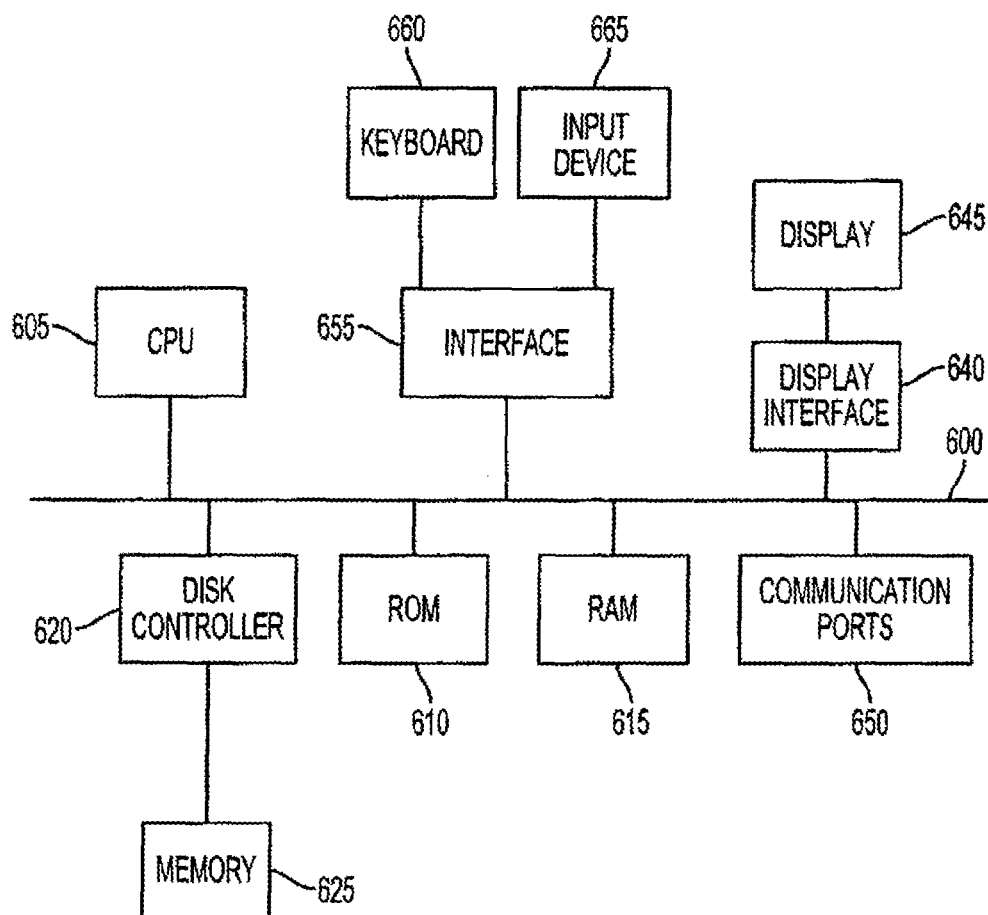 660
665
KEYBOARD
INPUT
DEVICE
DISPLAY
645
605
CPU
655
INTERFACE
DISPLAY
INTERFACE
640
600
DISK
CONTROLLER
620
ROM
610
RAM
615
COMMUNICATION
PORTS
650
MEMORY
625